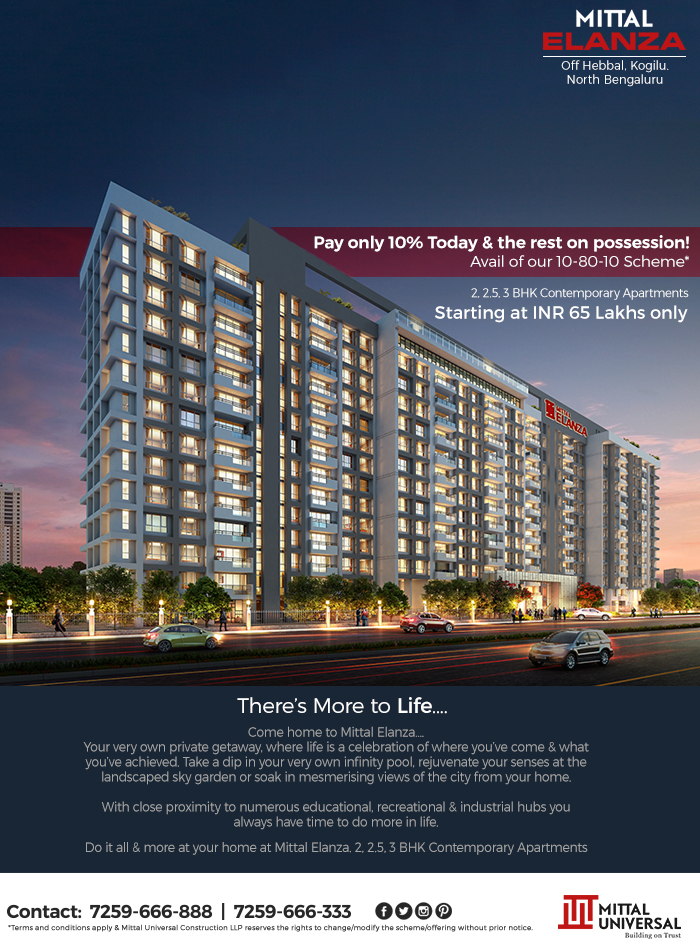 MITTAL
ELANZA
Off Hebbal, Kogilu.
North Bengaluru
Pay only 10% Today & the rest on possession!
Avail of our 10-80-10 Scheme*
2, 2.5, 3 BHK Contemporary Apartments
Starting at INR 65 Lakhs only
MITTAL
ELANZA
There's More to Life....
Come home to Mittal Elanza....
Your very own private getaway, where life is a celebration of where you've come & what
you've achieved. Take a dip in your very own infinity pool, rejuvenate your senses at the
landscaped sky garden or soak in mesmerising views of the city from your home.
With close proximity to numerous educational, recreational & industrial hubs you
always have time to do more in life.
Do it all & more at your home at Mittal Elanza, 2, 2.5, 3 BHK Contemporary Apartments
Contact: 7259-666-888 | 7259-666-333
*Terms and conditions apply & Mittal Universal Construction LLP reserves the rights to change/modify the scheme/offering without prior notice.
MITTAL
UNIVERSAL
Building on Trust